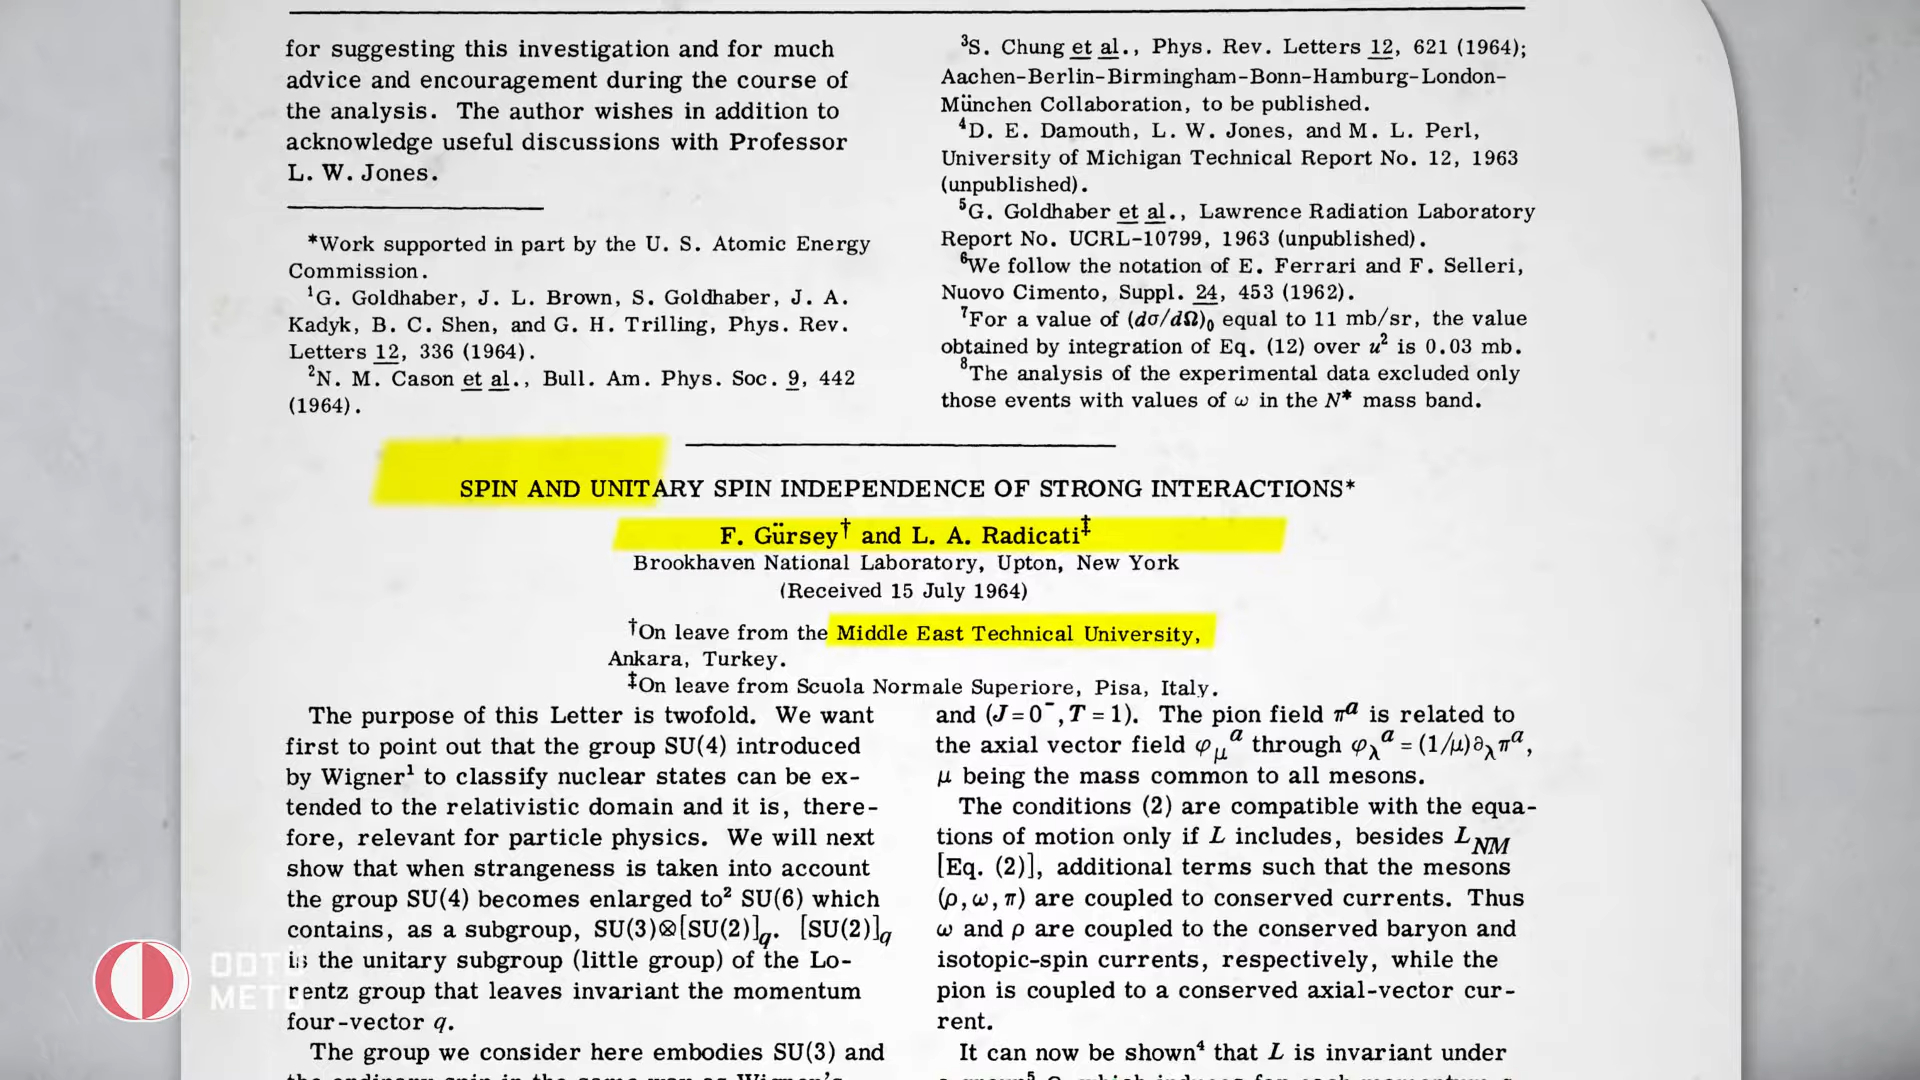 for suggesting this investigation and for much
advice and encouragement during the course of
the analysis. The author wishes in addition to
acknowledge useful discussions with Professor
L. W. Jones.
*Work supported in part by the U. S. Atomic Energy
Commission.
¹G. Goldhaber, J. L. Brown, S. Goldhaber, J. A.
Kadyk, B. C. Shen, and G. H. Trilling, Phys. Rev.
Letters 12, 336 (1964).
²N. M. Cason et al., Bull. Am. Phys. Soc. 9, 442
(1964).
³S. Chung et al., Phys. Rev. Letters 12, 621 (1964);
Aachen-Berlin-Birmingham-Bonn-Hamburg-London-
München Collaboration, to be published.
⁴D. E. Damouth, L. W. Jones, and M. L. Perl,
University of Michigan Technical Report No. 12, 1963
(unpublished).
⁵G. Goldhaber et al., Lawrence Radiation Laboratory
Report No. UCRL-10799, 1963 (unpublished).
⁶We follow the notation of E. Ferrari and F. Selleri,
Nuovo Cimento, Suppl. 24, 453 (1962).
⁷For a value of (dσ/dΩ)₀ equal to 11 mb/sr, the value
obtained by integration of Eq. (12) over u² is 0.03 mb.
⁸The analysis of the experimental data excluded only
those events with values of ω in the N* mass band.
SPIN AND UNITARY SPIN INDEPENDENCE OF STRONG INTERACTIONS*
F. Gürsey† and L. A. Radicati‡
Brookhaven National Laboratory, Upton, New York
(Received 15 July 1964)
†On leave from the Middle East Technical University,
Ankara, Turkey.
‡On leave from Scuola Normale Superiore, Pisa, Italy.
The purpose of this Letter is twofold. We want
first to point out that the group SU(4) introduced
by Wigner¹ to classify nuclear states can be ex-
tended to the relativistic domain and it is, there-
fore, relevant for particle physics. We will next
show that when strangeness is taken into account
the group SU(4) becomes enlarged to² SU(6) which
contains, as a subgroup, SU(3)⊗[SU(2)]q. [SU(2)]q
is the unitary subgroup (little group) of the Lo-
rentz group that leaves invariant the momentum
four-vector q.
The group we consider here embodies SU(3) and
the ordinary spin in the same way as Wigner's
and (J=0⁻, T=1). The pion field πᵃ is related to
the axial vector field φμᵃ through φλᵃ = (1/μ)∂λπᵃ,
μ being the mass common to all mesons.
The conditions (2) are compatible with the equa-
tions of motion only if L includes, besides L_NM
[Eq. (2)], additional terms such that the mesons
(ρ, ω, π) are coupled to conserved currents. Thus
ω and ρ are coupled to the conserved baryon and
isotopic-spin currents, respectively, while the
pion is coupled to a conserved axial-vector cur-
rent.
It can now be shown⁴ that L is invariant under
ODTÜ
METU